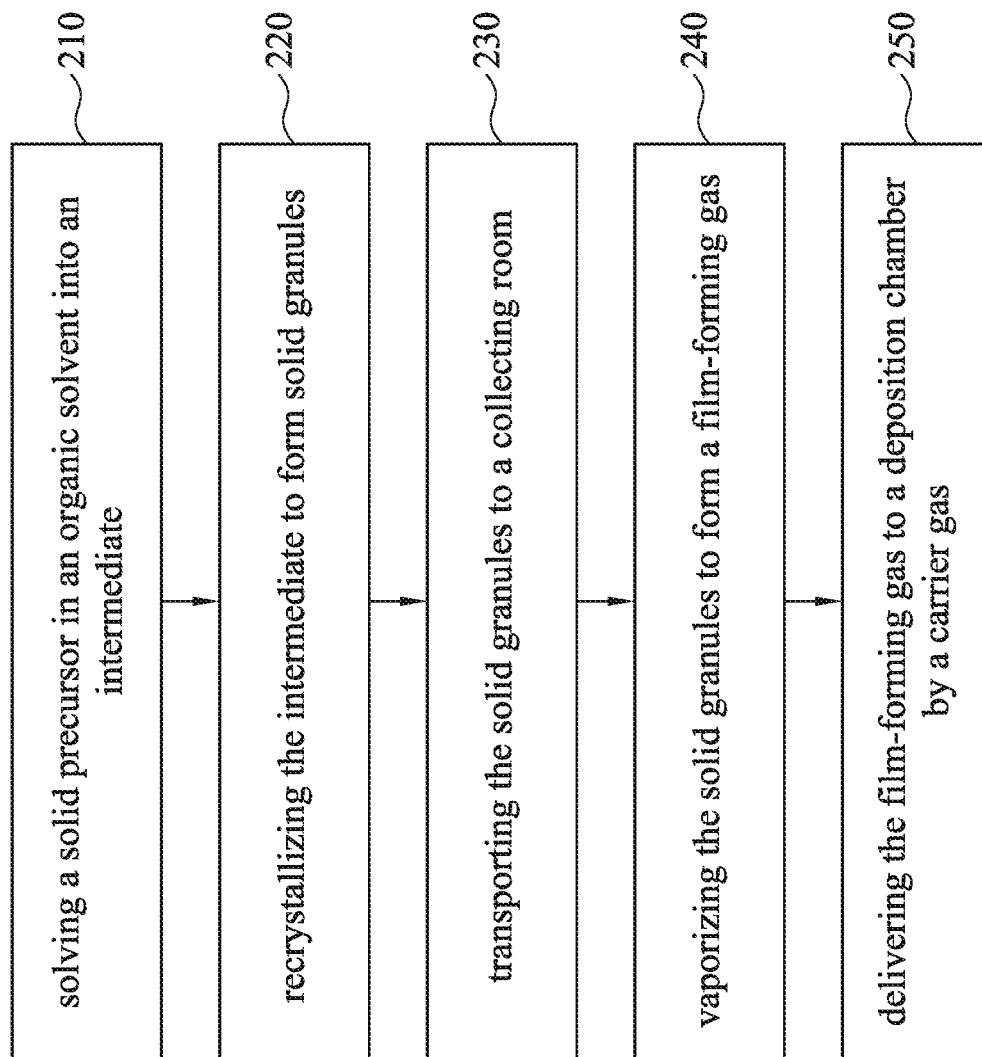 solving a solid precursor in an organic solvent into an
intermediate
210
recrystallizing the intermediate to form solid granules
220
transporting the solid granules to a collecting room
230
vaporizing the solid granules to form a film-forming gas
240
delivering the film-forming gas to a deposition chamber
by a carrier gas
250